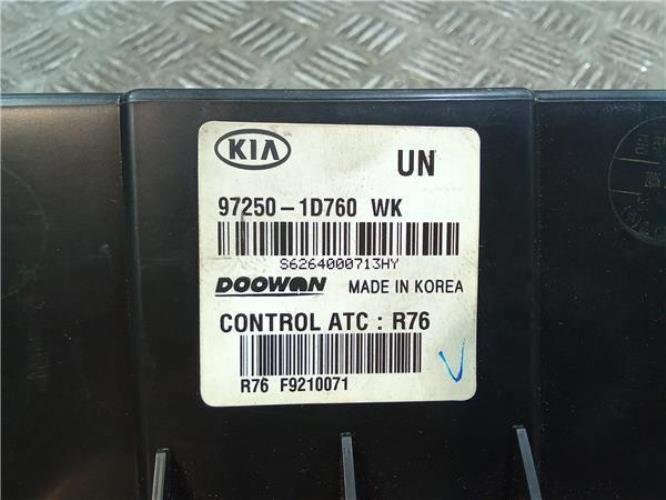 KIA UN
97250-1D760 WK
S6264000713HY
DOOWON MADE IN KOREA
CONTROL ATC : R76
R76 F9210071